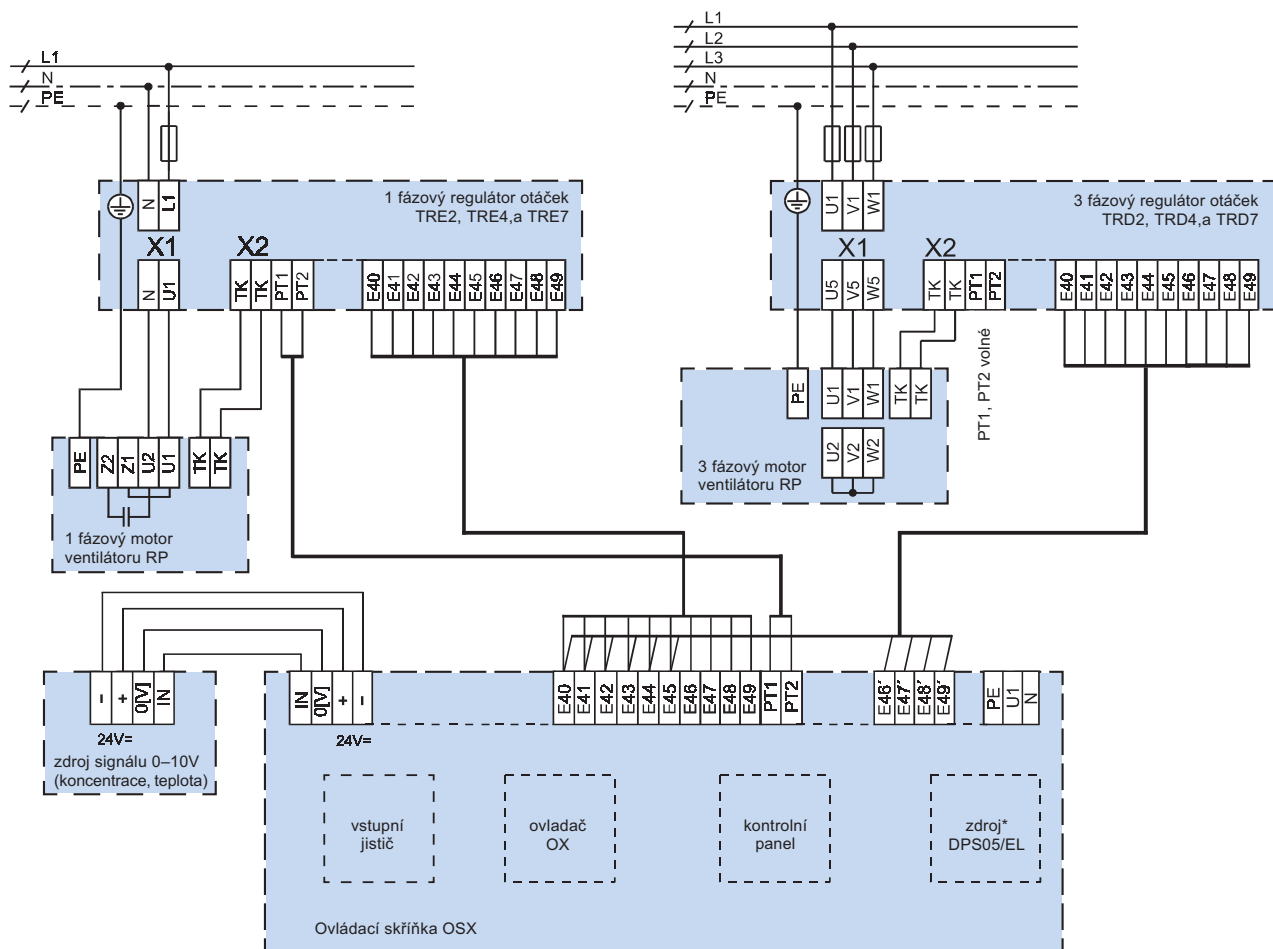 L1
N
PE
L1
L2
L3
N
PE
N
L1
1 fázový regulátor otáček
TRE2, TRE4,a TRE7
X1
X2
N
U1
TK
TK
PT1
PT2
E40
E41
E42
E43
E44
E45
E46
E47
E48
E49
PE
Z2
Z1
U2
U1
TK
TK
1 fázový motor
ventilátoru RP
U1
V1
W1
3 fázový regulátor otáček
TRD2, TRD4,a TRD7
X1
X2
U5
V5
W5
TK
TK
PT1
PT2
E40
E41
E42
E43
E44
E45
E46
E47
E48
E49
PT1, PT2 volné
PE
U1
V1
W1
TK
TK
U2
V2
W2
3 fázový motor
ventilátoru RP
-
+
0[V]
IN
24V=
zdroj signálu 0–10V
(koncentrace, teplota)
IN
0[V]
+
-
24V=
E40
E41
E42
E43
E44
E45
E46
E47
E48
E49
PT1
PT2
E46´
E47´
E48´
E49´
PE
U1
N
vstupní
jistič
ovladač
OX
kontrolní
panel
zdroj*
DPS05/EL
Ovládací skříňka OSX